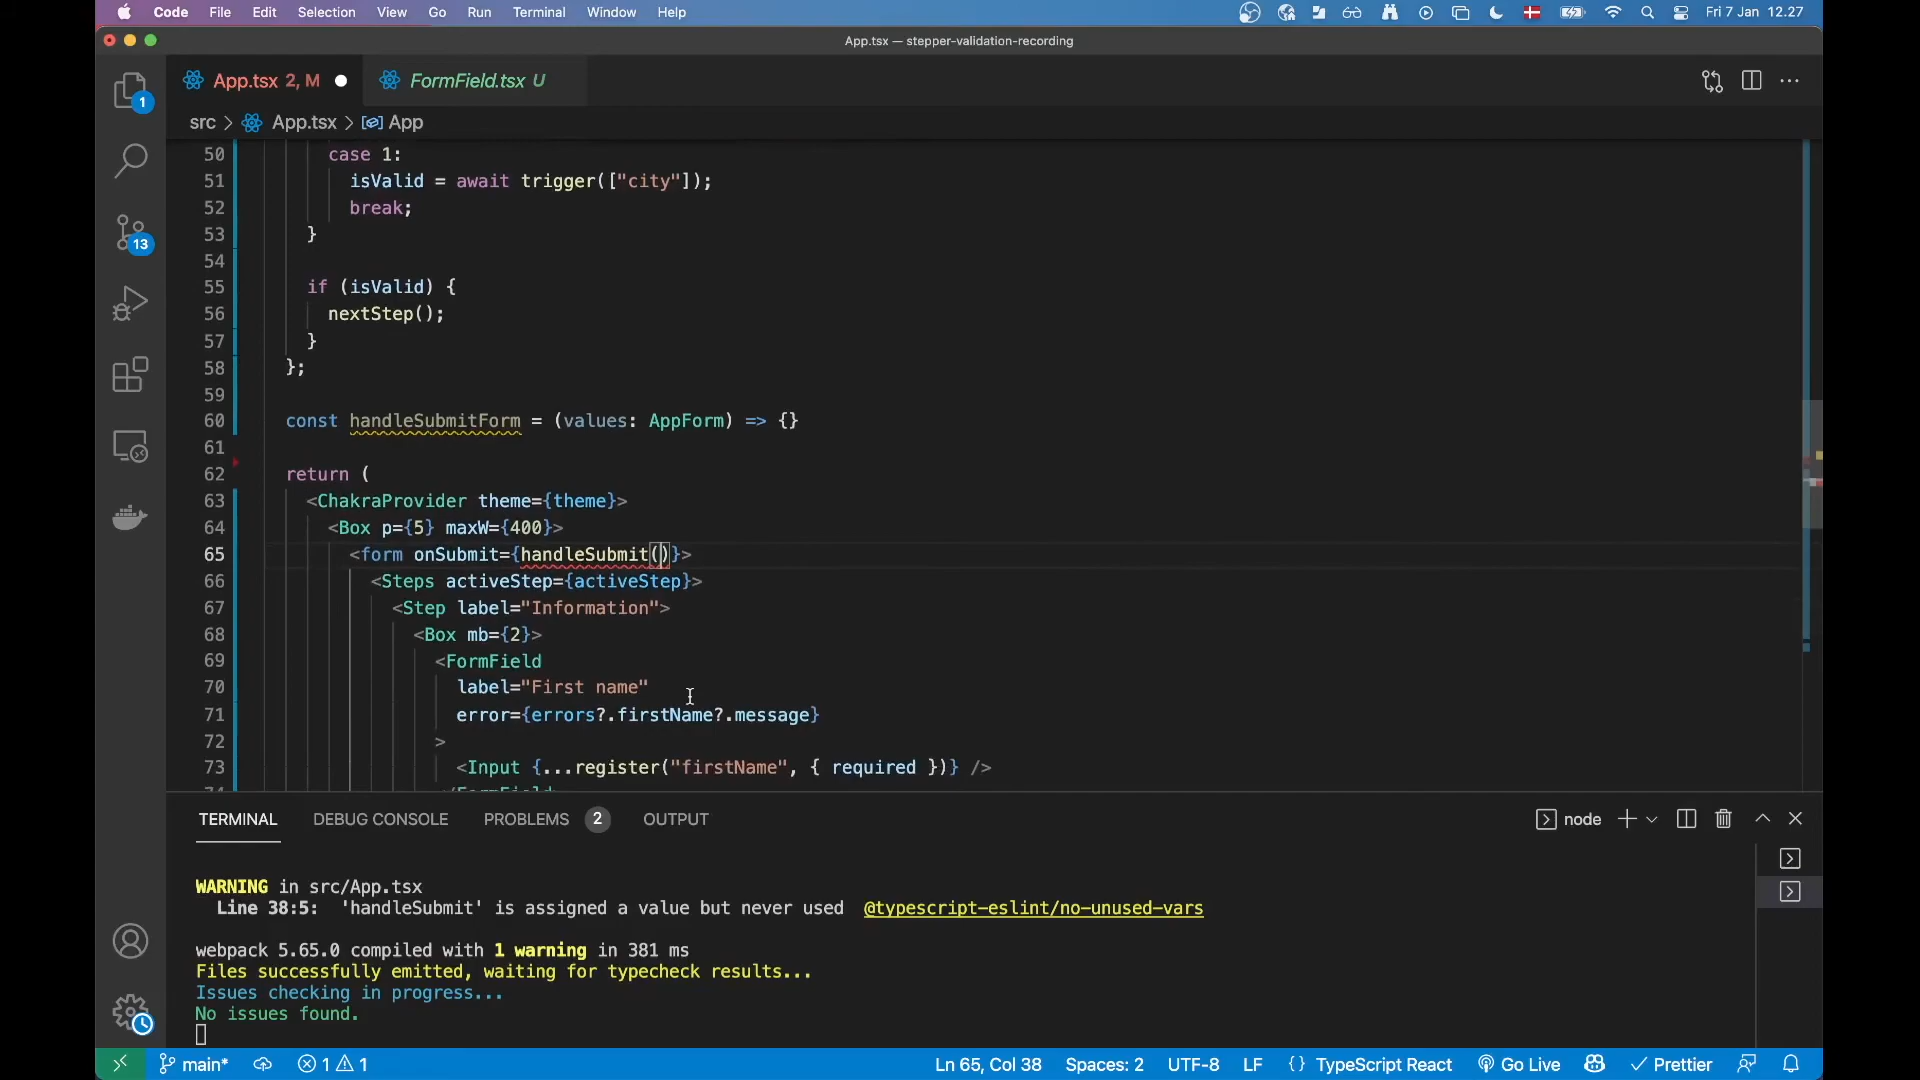 Code File Edit Selection View Go Run Terminal Window Help Fri 7 Jan 12.27
App.tsx — stepper-validation-recording
App.tsx 2, M FormField.tsx U
src > App.tsx > App
50 case 1:
51 isValid = await trigger(["city"]);
52 break;
53 }
54
55 if (isValid) {
56 nextStep();
57 }
58 };
59
60 const handleSubmitForm = (values: AppForm) => {}
61
62 return (
63 <ChakraProvider theme={theme}>
64 <Box p={5} maxW={400}>
65 <form onSubmit={handleSubmit()}>
66 <Steps activeStep={activeStep}>
67 <Step label="Information">
68 <Box mb={2}>
69 <FormField
70 label="First name"
71 error={errors?.firstName?.message}
72 >
73 <Input {...register("firstName", { required })} />
74 </FormField>
1
13
TERMINAL DEBUG CONSOLE PROBLEMS 2 OUTPUT node
WARNING in src/App.tsx
Line 38:5: 'handleSubmit' is assigned a value but never used @typescript-eslint/no-unused-vars
webpack 5.65.0 compiled with 1 warning in 381 ms
Files successfully emitted, waiting for typecheck results...
Issues checking in progress...
No issues found.
main* 1 1 Ln 65, Col 38 Spaces: 2 UTF-8 LF {} TypeScript React Go Live Prettier